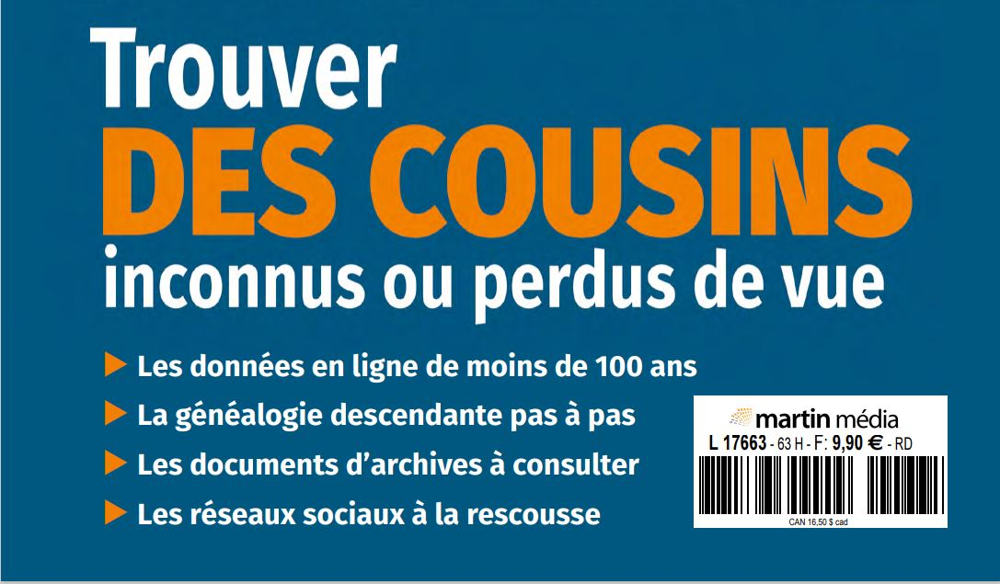 Trouver
DES COUSINS
inconnus ou perdus de vue
▶ Les données en ligne de moins de 100 ans
▶ La généalogie descendante pas à pas
▶ Les documents d’archives à consulter
▶ Les réseaux sociaux à la rescousse
martin média
L 17663 - 63 H - F: 9,90 € - RD
CAN 16,50 $ cad